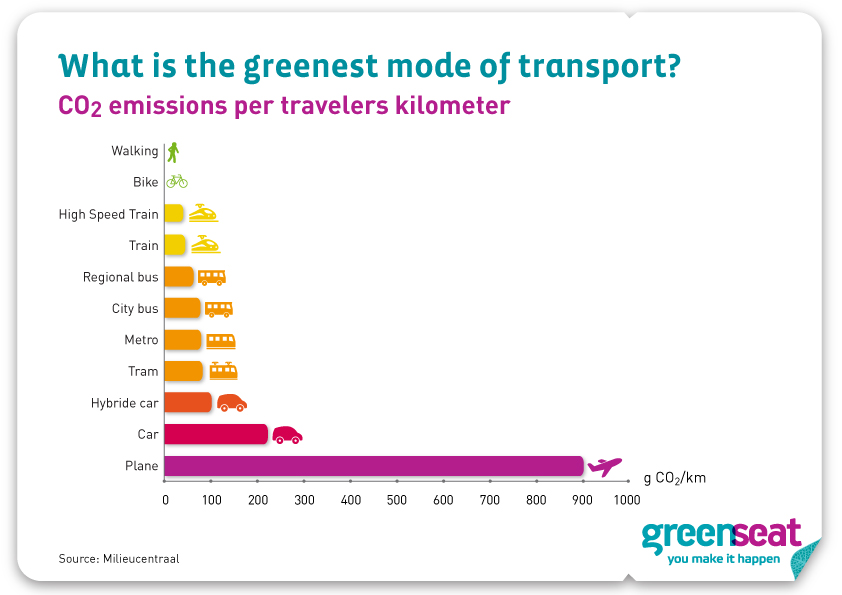 What is the greenest mode of transport?
CO2 emissions per travelers kilometer
Walking
Bike
High Speed Train
Train
Regional bus
City bus
Metro
Tram
Hybride car
Car
Plane
0 100 200 300 400 500 600 700 800 900 1000
g CO2/km
greenseat
you make it happen
Source: Milieucentraal